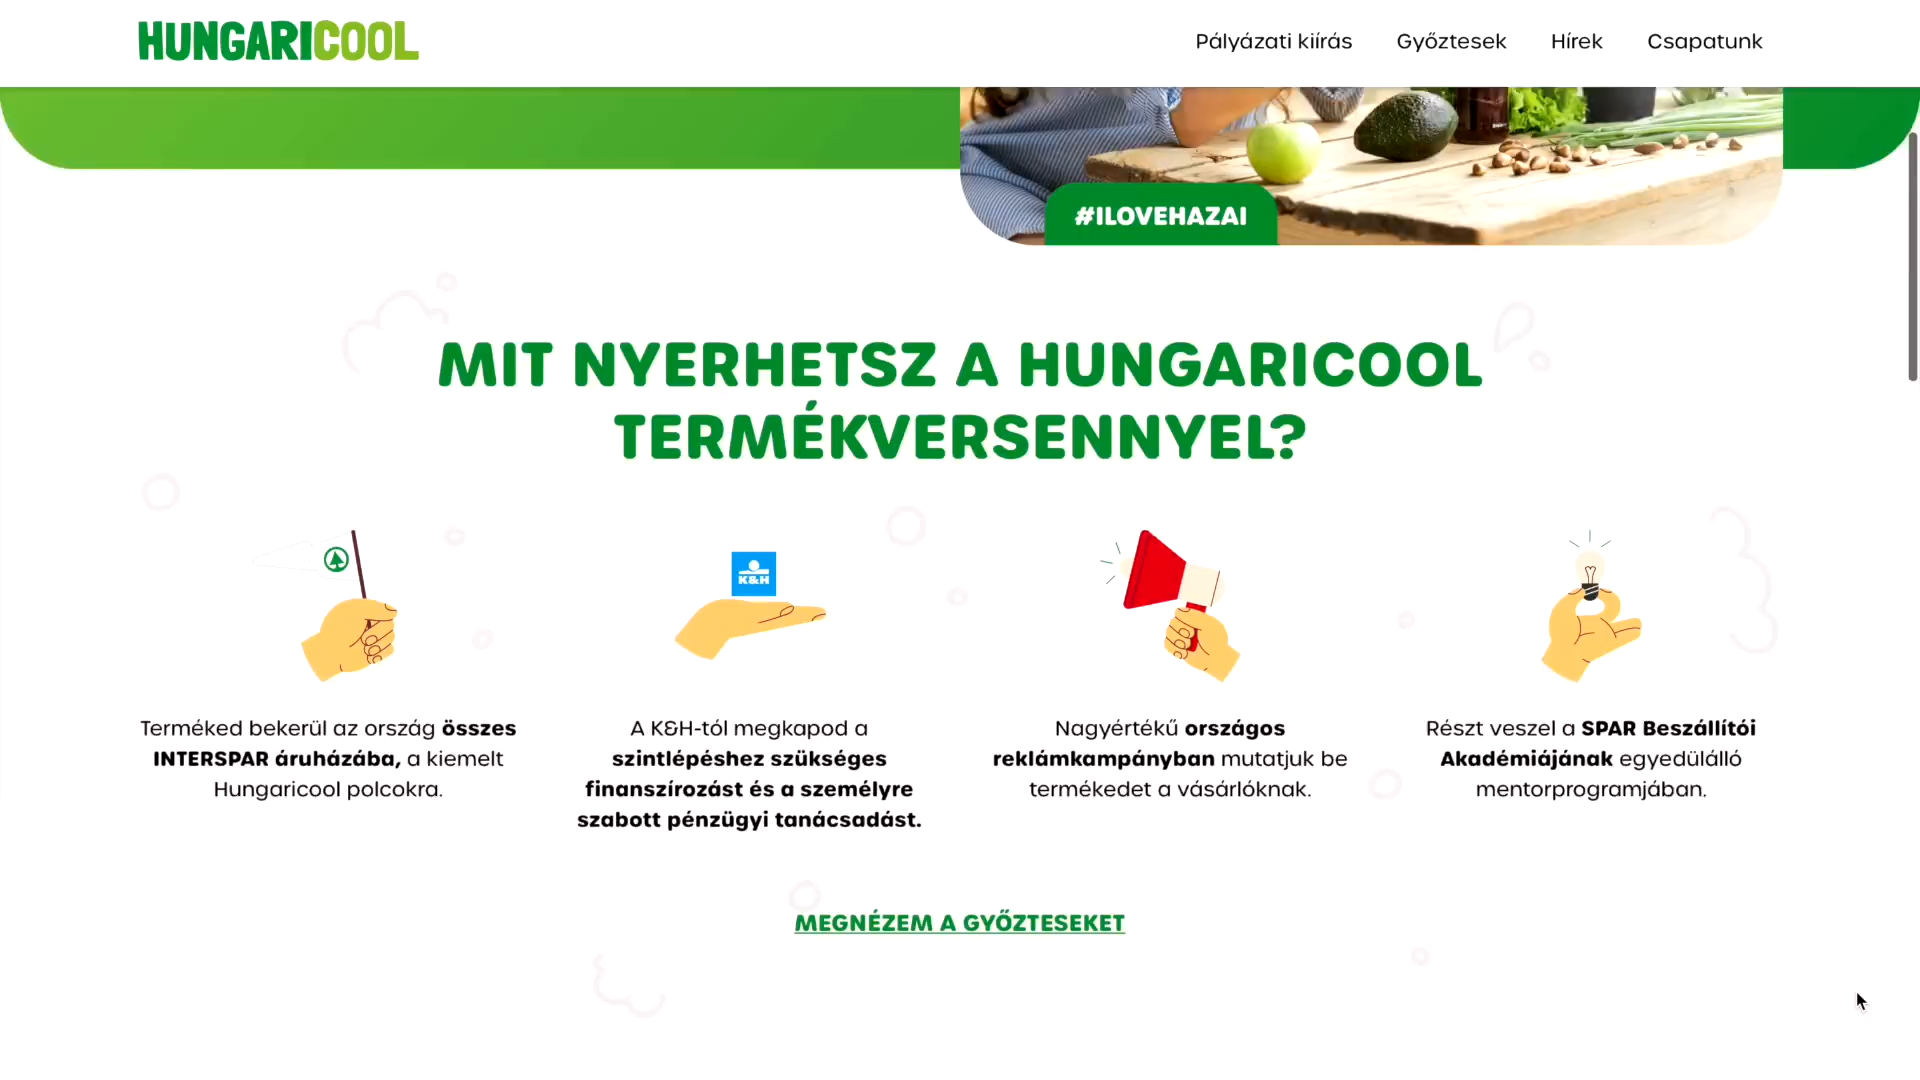 HUNGARICOOL
Pályázati kiírás
Győztesek
Hírek
Csapatunk
#ILOVEHAZAI
MIT NYERHETSZ A HUNGARICOOL
TERMÉKVERSENNYEL?
K&H
Terméked bekerül az ország összes
INTERSPAR áruházába, a kiemelt
Hungaricool polcokra.
A K&H-tól megkapod a
szintlépéshez szükséges
finanszírozást és a személyre
szabott pénzügyi tanácsadást.
Nagyértékű országos
reklámkampányban mutatjuk be
termékedet a vásárlóknak.
Részt veszel a SPAR Beszállítói
Akadémiájának egyedülálló
mentorprogramjában.
MEGNÉZEM A GYŐZTESEKET